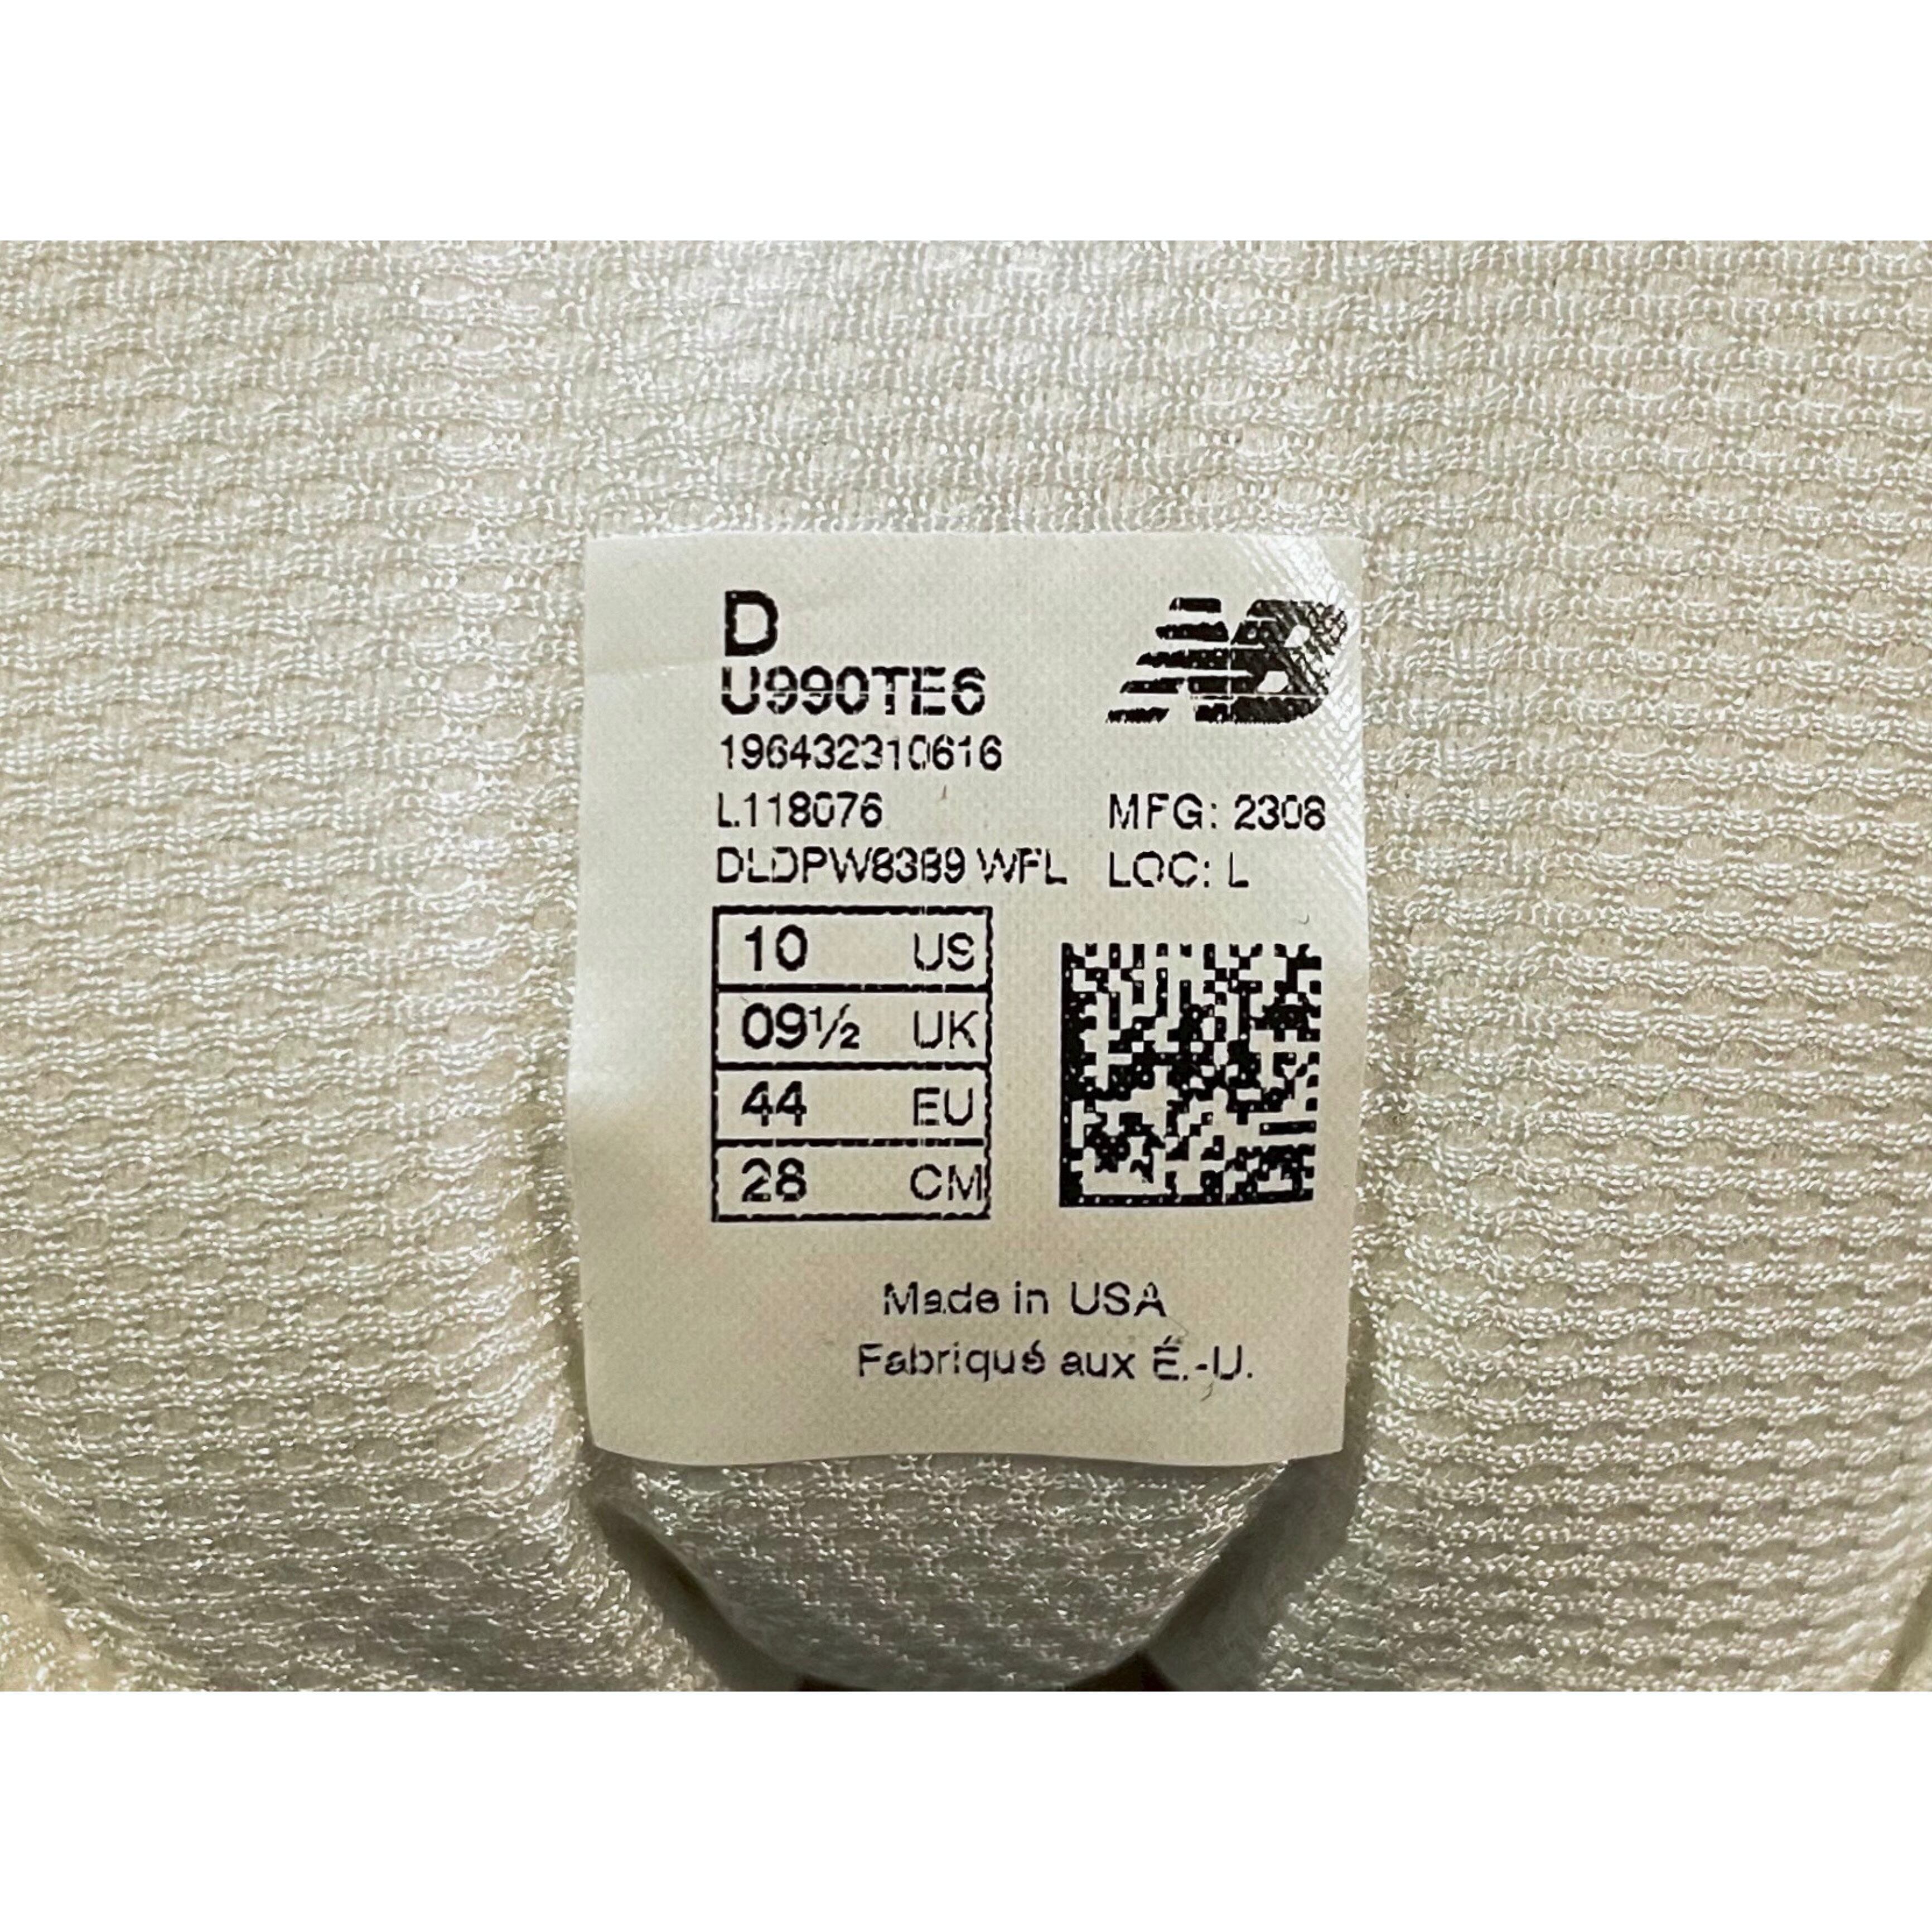 D
U990TE6
196432310616
L118076 MFG: 2308
DLDPW8389 WFL LOC: L
10 US
09½ UK
44 EU
28 CM
Made in USA
Fabriqué aux É.-U.